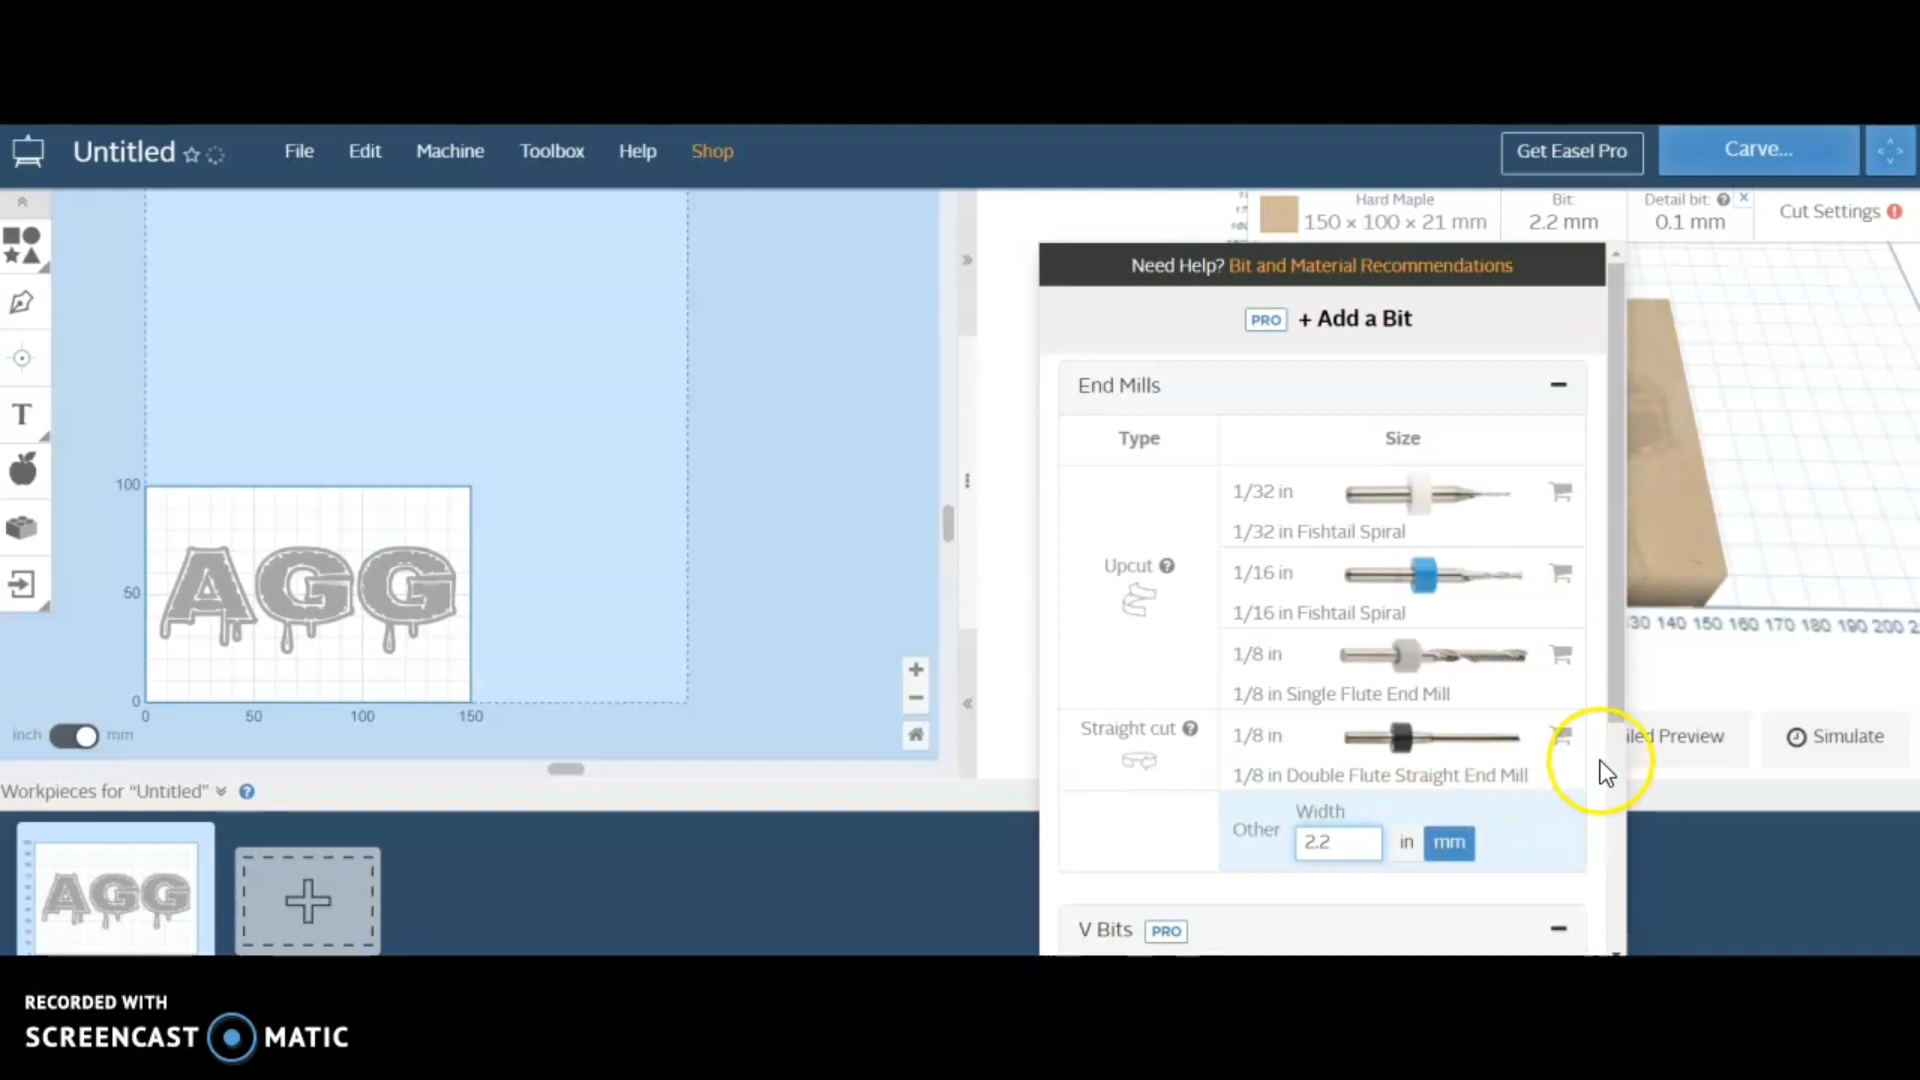 Untitled
File
Edit
Machine
Toolbox
Help
Shop
Get Easel Pro
Carve...
Hard Maple
150 × 100 × 21 mm
Bit:
2.2 mm
Detail bit:
0.1 mm
Cut Settings
Need Help? Bit and Material Recommendations
PRO + Add a Bit
End Mills
Type
Size
Upcut
1/32 in
1/32 in Fishtail Spiral
1/16 in
1/16 in Fishtail Spiral
1/8 in
1/8 in Single Flute End Mill
Straight cut
1/8 in
1/8 in Double Flute Straight End Mill
Other
Width
2.2
in
mm
V Bits PRO
T
100
50
0
AGG
0
50
100
150
inch
mm
30 140 150 160 170 180 190 200 2
iled Preview
Simulate
Workpieces for “Untitled”
AGG
RECORDED WITH
SCREENCAST MATIC